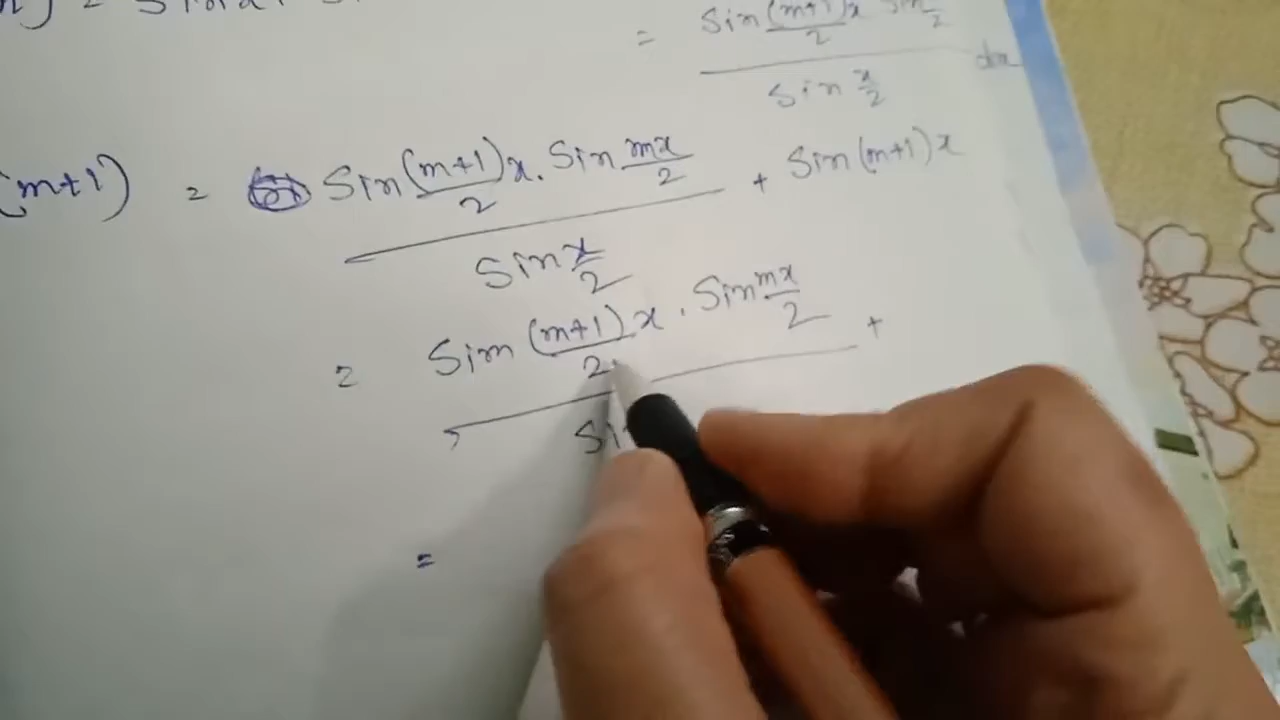 = sin (m+1)x/2 sin /2
sin x/2
(m+1) = Sin (m+1)/2 x . Sin mx/2 + Sin (m+1) x
Sin x/2
= Sin (m+1)/2 x . Sin mx/2 +
Si
=